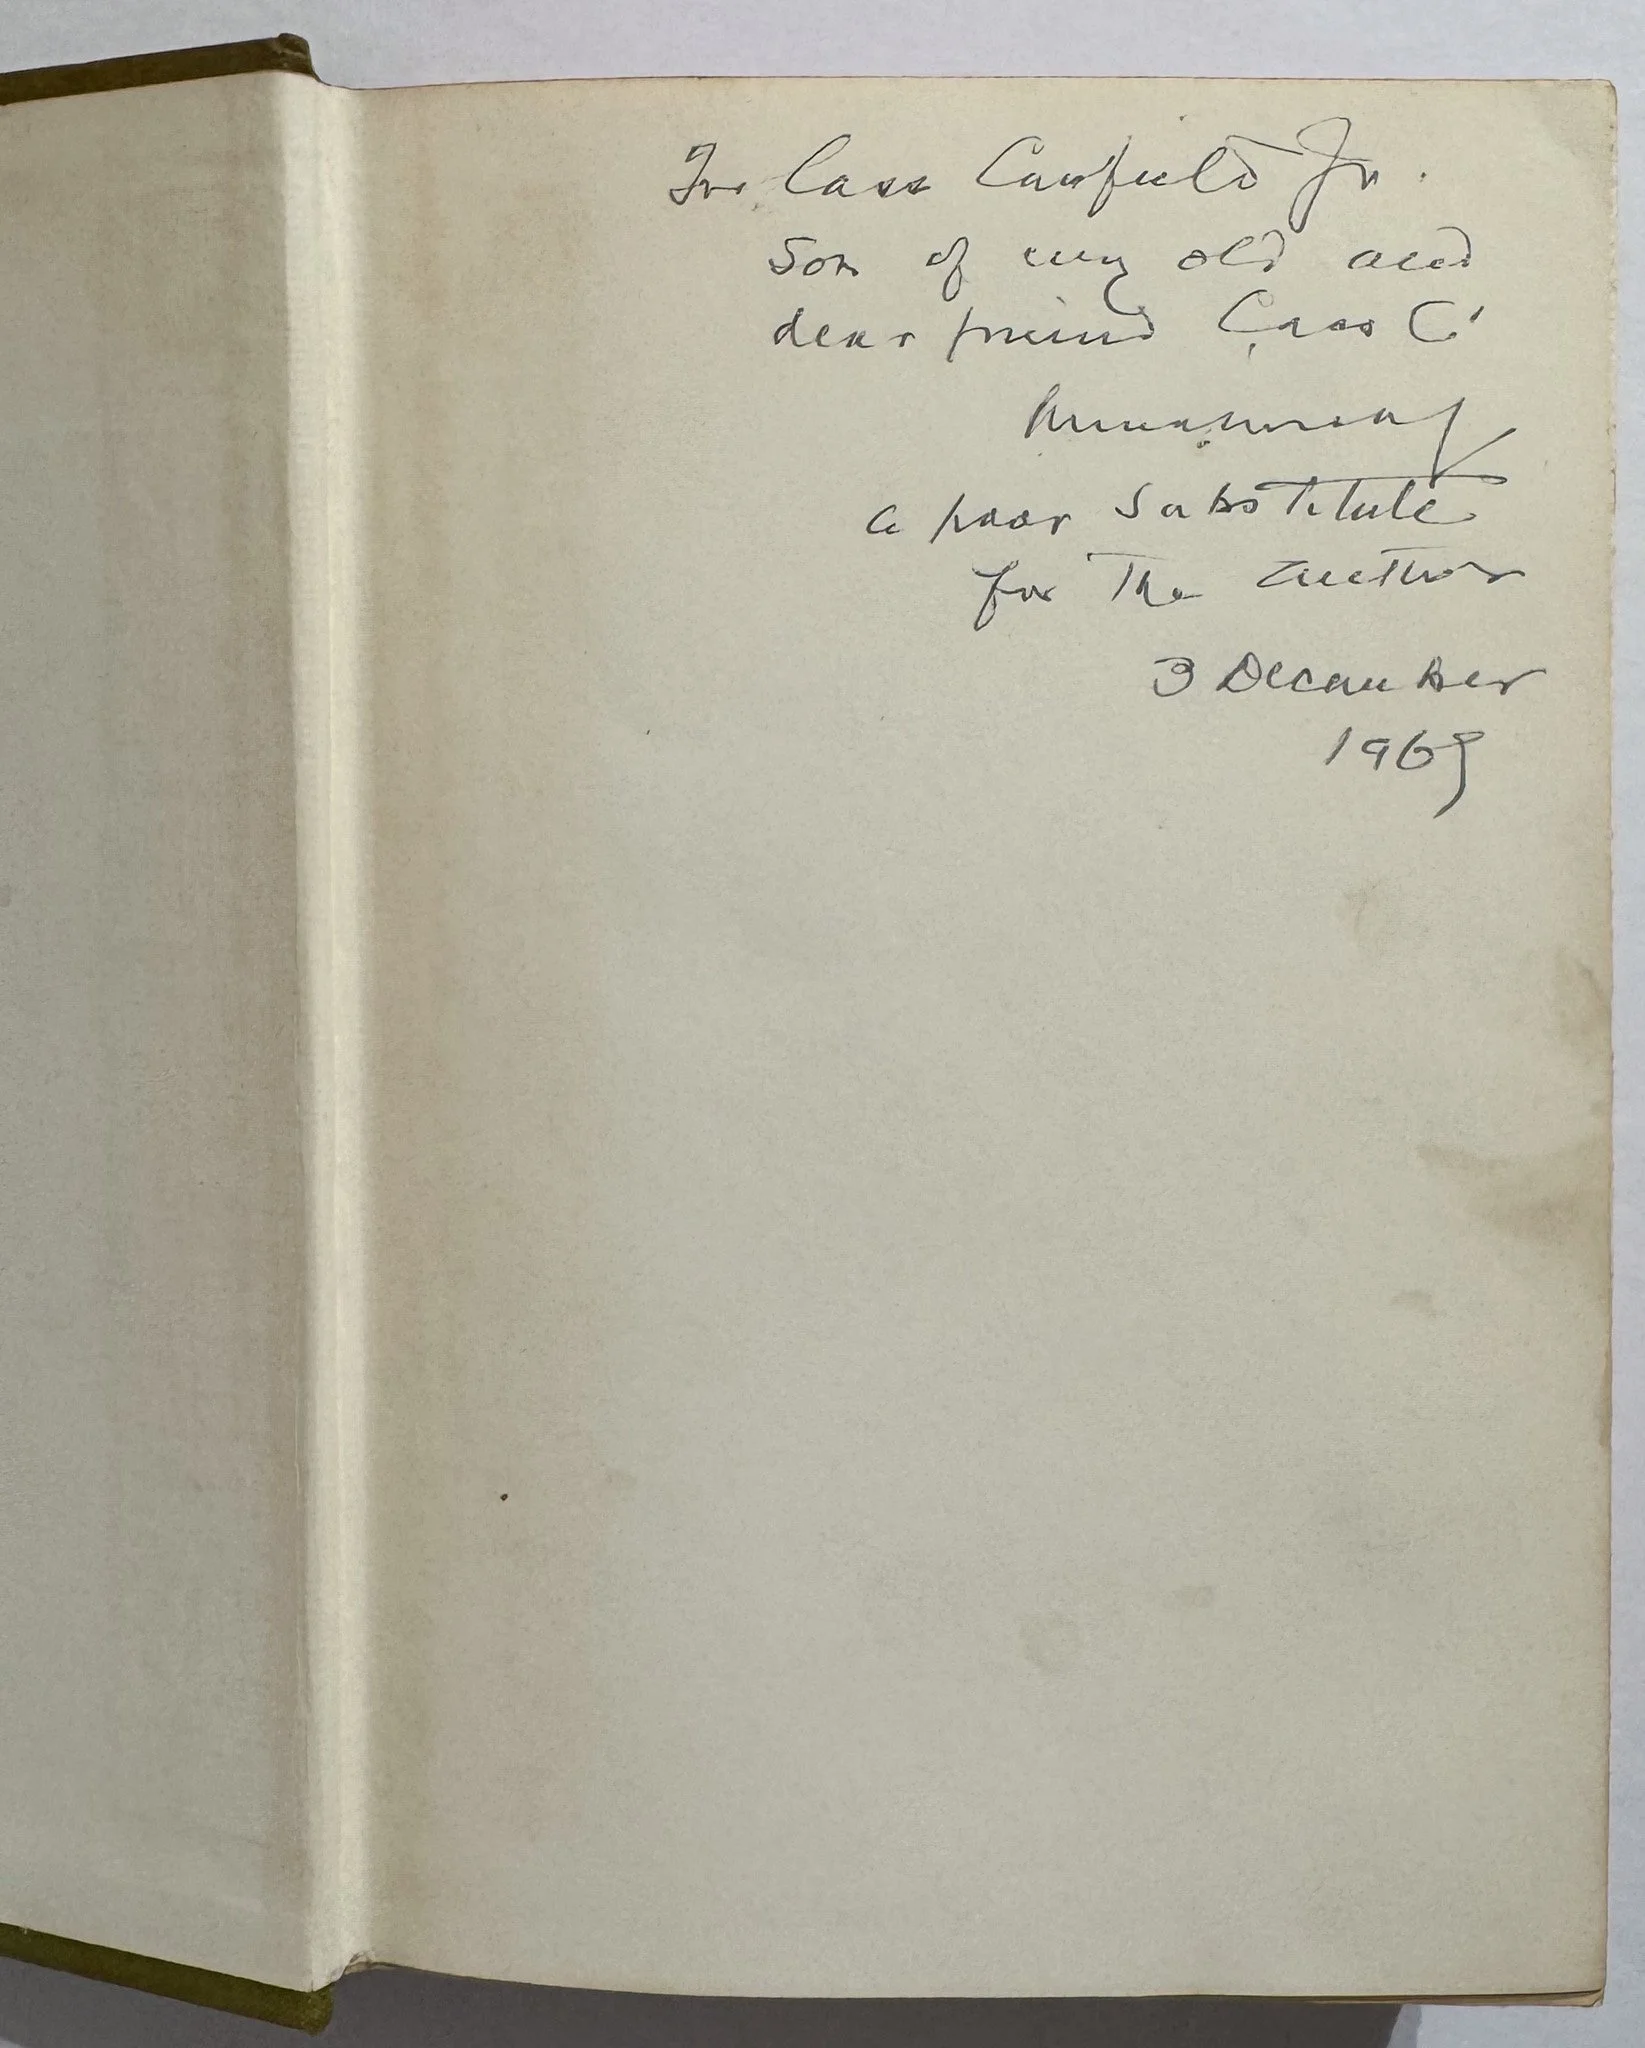 For Cass Canfield Jr.
Son of my old and
dear friend Cass C
a poor substitute
for the author
3 December
1969